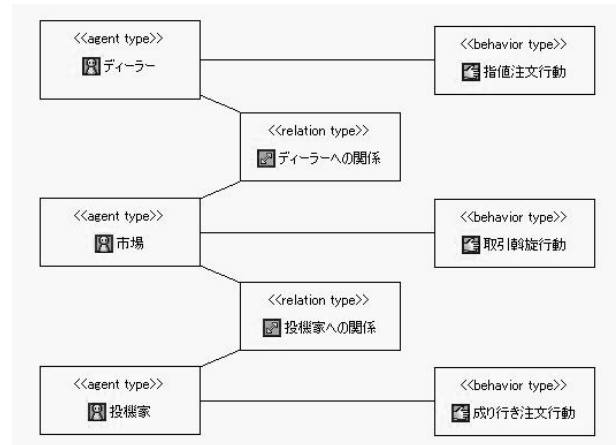 <<agent type>>
ディーラー
<<behavior type>>
指値注文行動
<<relation type>>
ディーラーへの関係
<<agent type>>
市場
<<behavior type>>
取引斡旋行動
<<relation type>>
投機家への関係
<<agent type>>
投機家
<<behavior type>>
成り行き注文行動